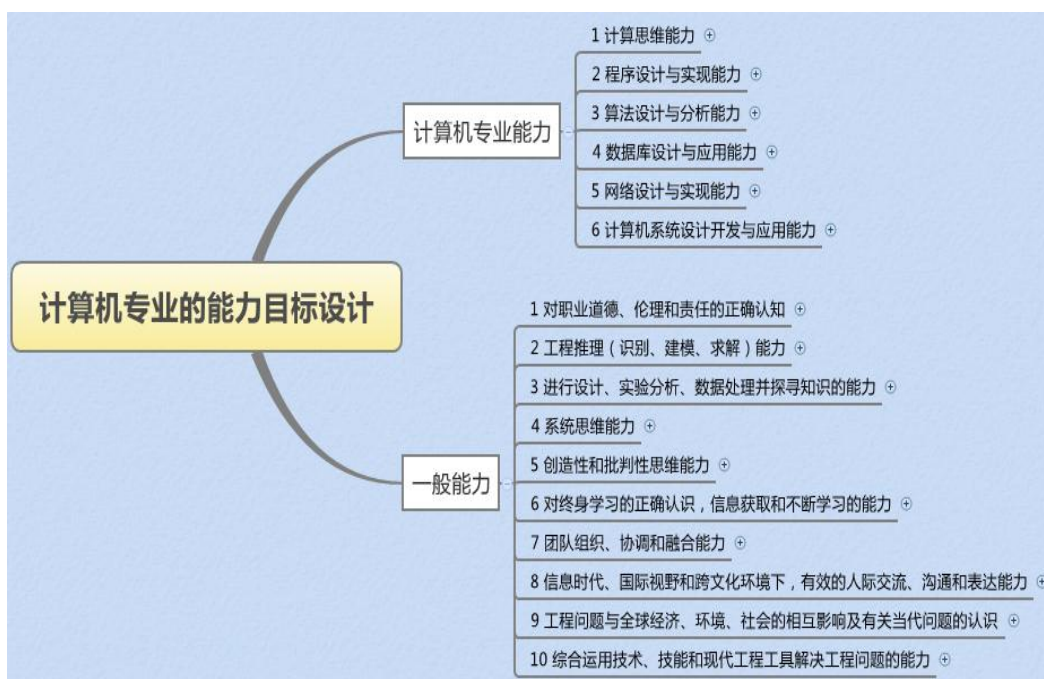 计算机专业的能力目标设计
计算机专业能力
1 计算思维能力
2 程序设计与实现能力
3 算法设计与分析能力
4 数据库设计与应用能力
5 网络设计与实现能力
6 计算机系统设计开发与应用能力
一般能力
1 对职业道德、伦理和责任的正确认知
2 工程推理（识别、建模、求解）能力
3 进行设计、实验分析、数据处理并探寻知识的能力
4 系统思维能力
5 创造性和批判性思维能力
6 对终身学习的正确认识，信息获取和不断学习的能力
7 团队组织、协调和融合能力
8 信息时代、国际视野和跨文化环境下，有效的人际交流、沟通和表达能力
9 工程问题与全球经济、环境、社会的相互影响及有关当代问题的认识
10 综合运用技术、技能和现代工程工具解决工程问题的能力